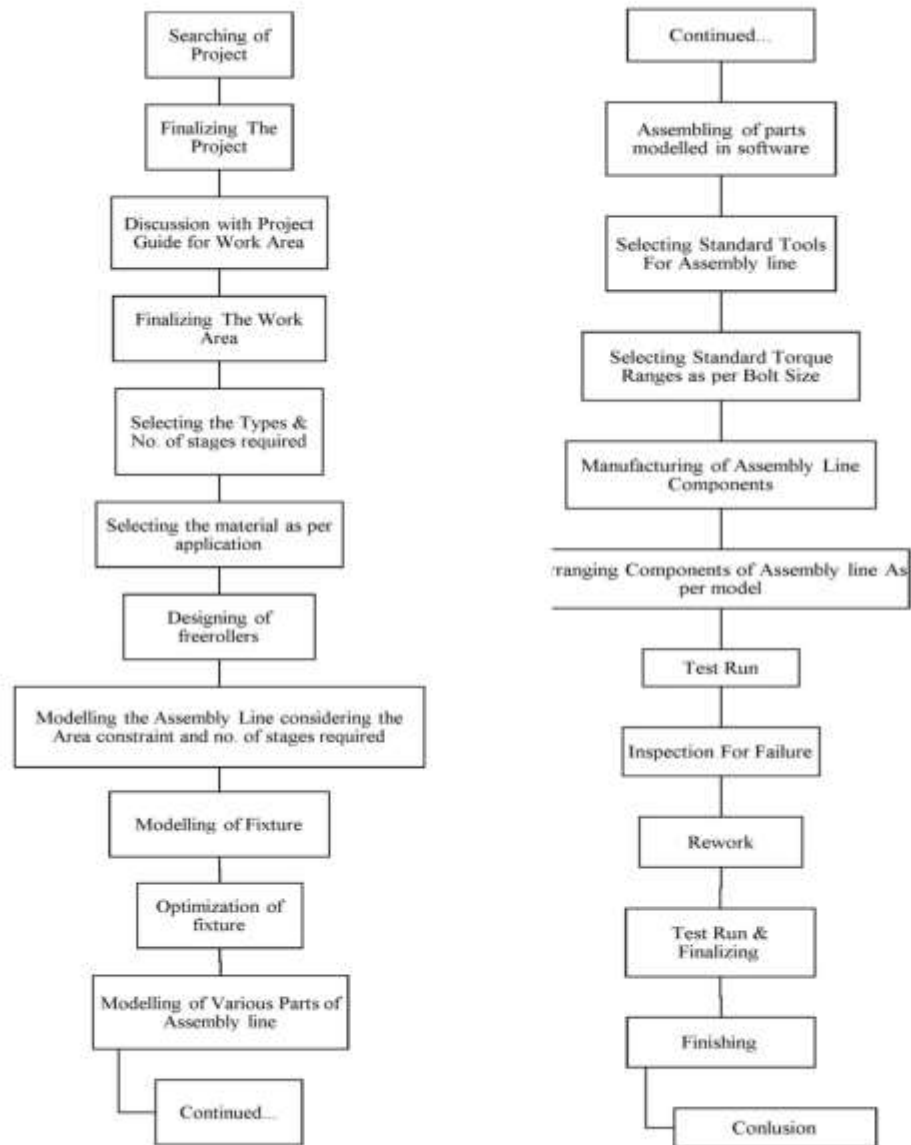 Searching of
Project
Finalizing The
Project
Discussion with Project
Guide for Work Area
Finalizing The Work
Area
Selecting the Types &
No. of stages required
Selecting the material as per
application
Designing of
freerollers
Modelling the Assembly Line considering the
Area constraint and no. of stages required
Modelling of Fixture
Optimization of
fixture
Modelling of Various Parts of
Assembly line
Continued...
Continued...
Assembling of parts
modelled in software
Selecting Standard Tools
For Assembly line
Selecting Standard Torque
Ranges as per Bolt Size
Manufacturing of Assembly Line
Components
rranging Components of Assembly line As
per model
Test Run
Inspection For Failure
Rework
Test Run &
Finalizing
Finishing
Conlusion